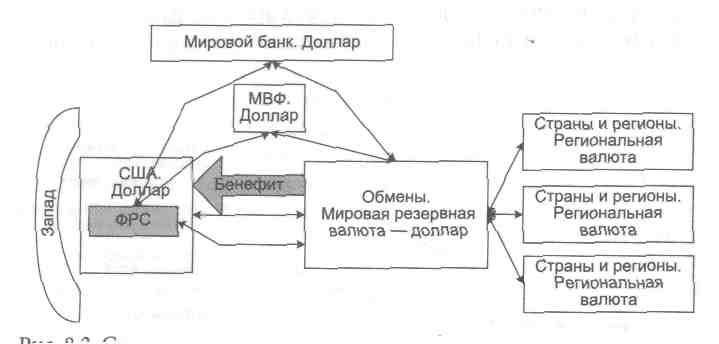 Мировой банк. Доллар
МВФ.
Доллар
Запад
США.
Доллар
ФРС
Бенефит
Обмены.
Мировая резервная
валюта — доллар
Страны и регионы.
Региональная
валюта
Страны и регионы.
Региональная
валюта
Страны и регионы.
Региональная
валюта